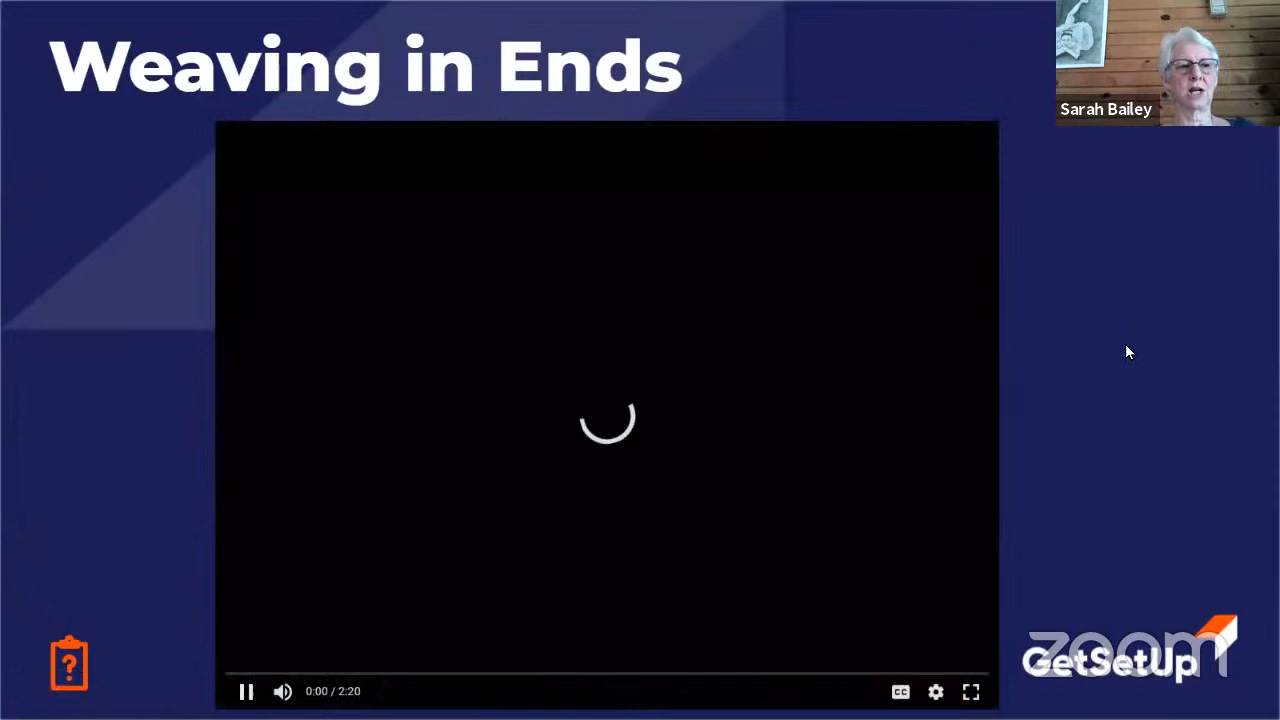 Weaving in Ends
Sarah Bailey
?
0:00 / 2:20
CC
GetSetUp
zoom